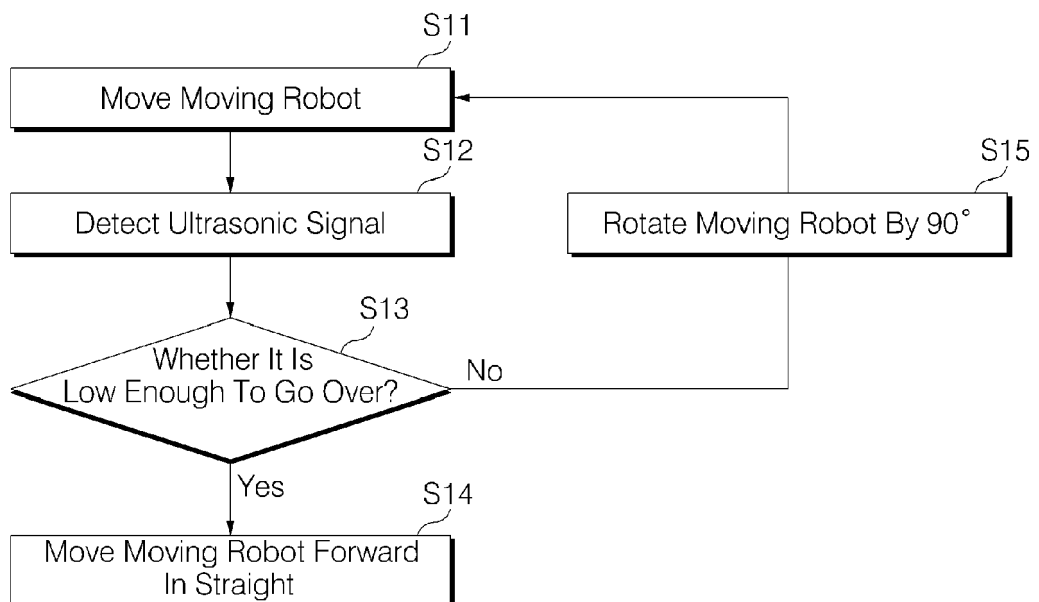 S11
Move Moving Robot
S12
Detect Ultrasonic Signal
S15
Rotate Moving Robot By 90°
S13
Whether It Is
Low Enough To Go Over?
No
Yes
S14
Move Moving Robot Forward
In Straight